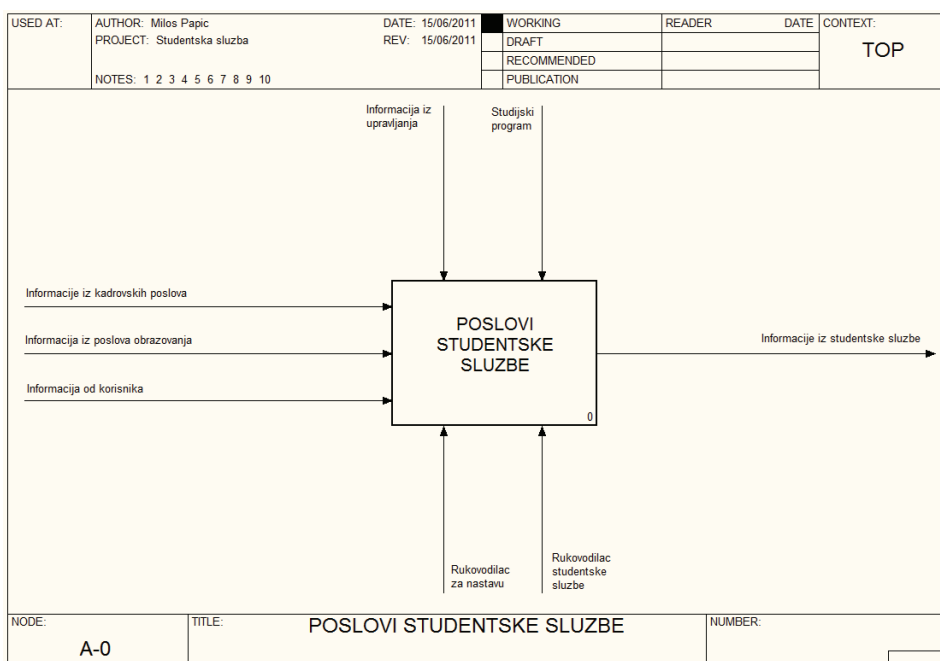 USED AT:
AUTHOR: Milos Papic
DATE: 15/06/2011
PROJECT: Studentska sluzba
REV: 15/06/2011
NOTES: 1 2 3 4 5 6 7 8 9 10
WORKING
DRAFT
RECOMMENDED
PUBLICATION
READER DATE
CONTEXT:
TOP
Informacija iz
upravljanja
Studijski
program
Informacije iz kadrovskih poslova
Informacija iz poslova obrazovanja
Informacija od korisnika
POSLOVI
STUDENTSKE
SLUZBE
0
Informacije iz studentske sluzbe
Rukovodilac
za nastavu
Rukovodilac
studentske
sluzbe
NODE:
A-0
TITLE:
POSLOVI STUDENTSKE SLUZBE
NUMBER: